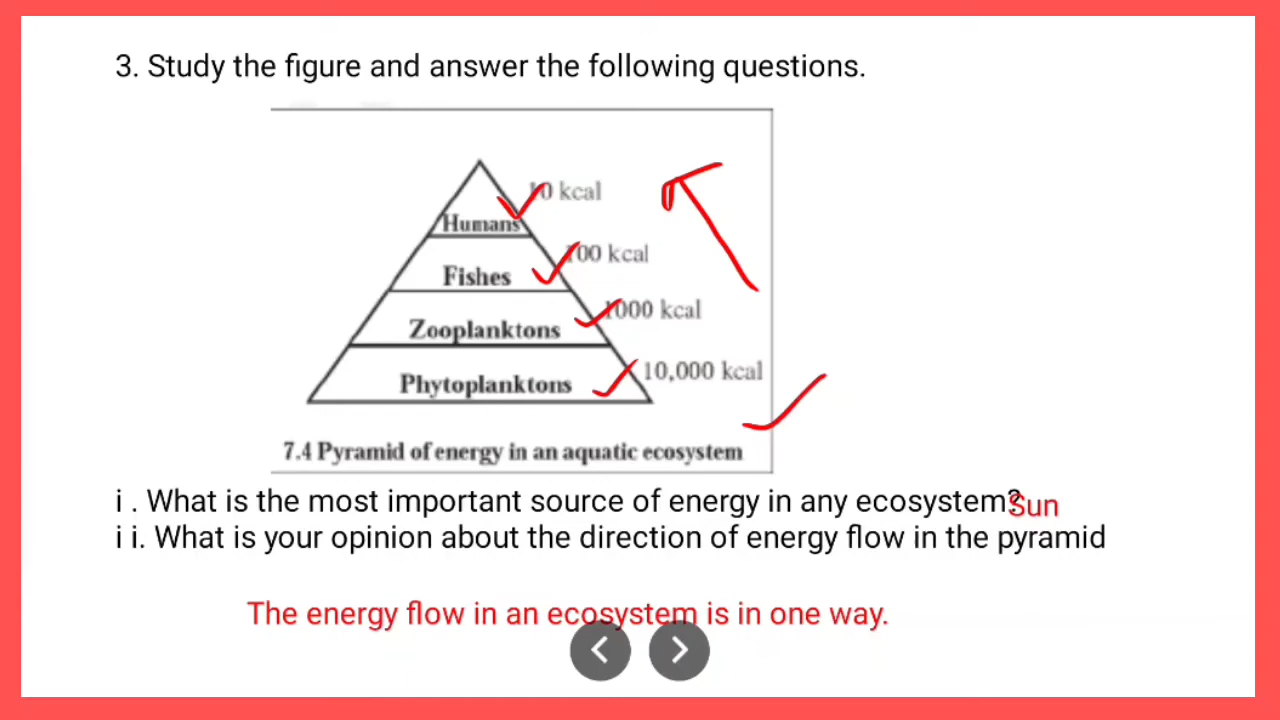 3. Study the figure and answer the following questions.
10 kcal
Humans
100 kcal
Fishes
1000 kcal
Zooplanktons
10,000 kcal
Phytoplanktons
7.4 Pyramid of energy in an aquatic ecosystem
i . What is the most important source of energy in any ecosystem? Sun
i i. What is your opinion about the direction of energy flow in the pyramid
The energy flow in an ecosystem is in one way.